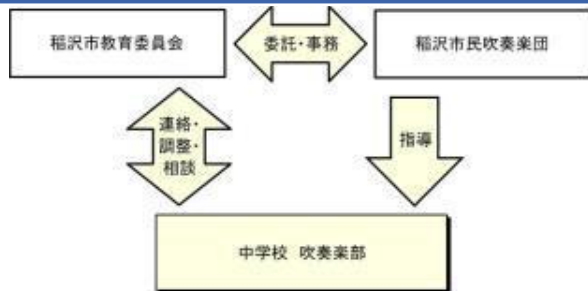 稲沢市教育委員会
委託・事務
稲沢市民吹奏楽団
連絡・
調整・
相談
指導
中学校 吹奏楽部